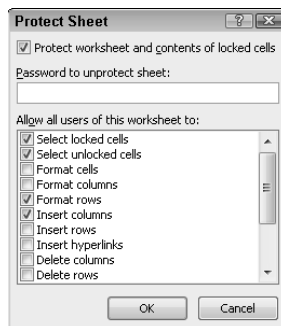 Protect Sheet
Protect worksheet and contents of locked cells
Password to unprotect sheet:
Allow all users of this worksheet to:
Select locked cells
Select unlocked cells
Format cells
Format columns
Format rows
Insert columns
Insert rows
Insert hyperlinks
Delete columns
Delete rows
OK Cancel